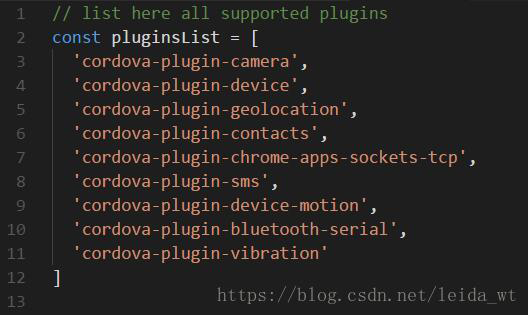 1 // list here all supported plugins
2 const pluginsList = [
3 'cordova-plugin-camera',
4 'cordova-plugin-device',
5 'cordova-plugin-geolocation',
6 'cordova-plugin-contacts',
7 'cordova-plugin-chrome-apps-sockets-tcp',
8 'cordova-plugin-sms',
9 'cordova-plugin-device-motion',
10 'cordova-plugin-bluetooth-serial',
11 'cordova-plugin-vibration'
12 ]
13
https://blog.csdn.net/leida_wt